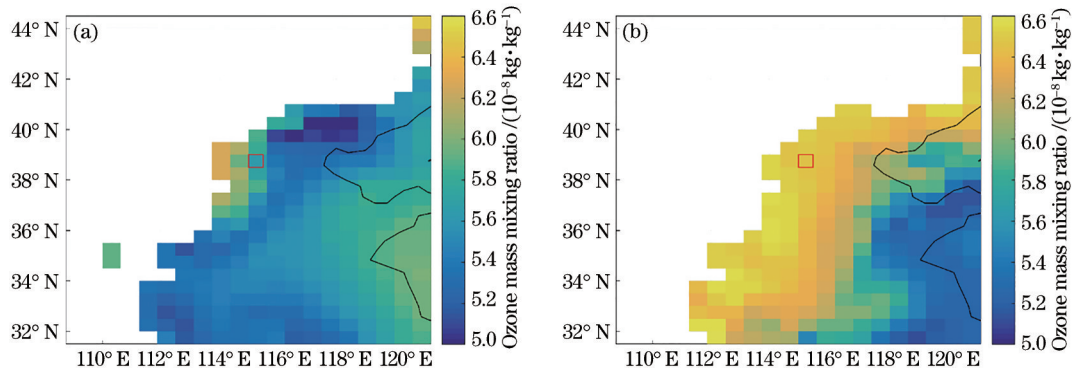 (a)
44° N
42° N
40° N
38° N
36° N
34° N
32° N
110° E 112° E 114° E 116° E 118° E 120° E
6.6
6.4
6.2
6.0
5.8
5.6
5.4
5.2
5.0
Ozone mass mixing ratio /(10⁻⁸ kg·kg⁻¹)
(b)
44° N
42° N
40° N
38° N
36° N
34° N
32° N
110° E 112° E 114° E 116° E 118° E 120° E
6.6
6.4
6.2
6.0
5.8
5.6
5.4
5.2
5.0
Ozone mass mixing ratio /(10⁻⁸ kg·kg⁻¹)